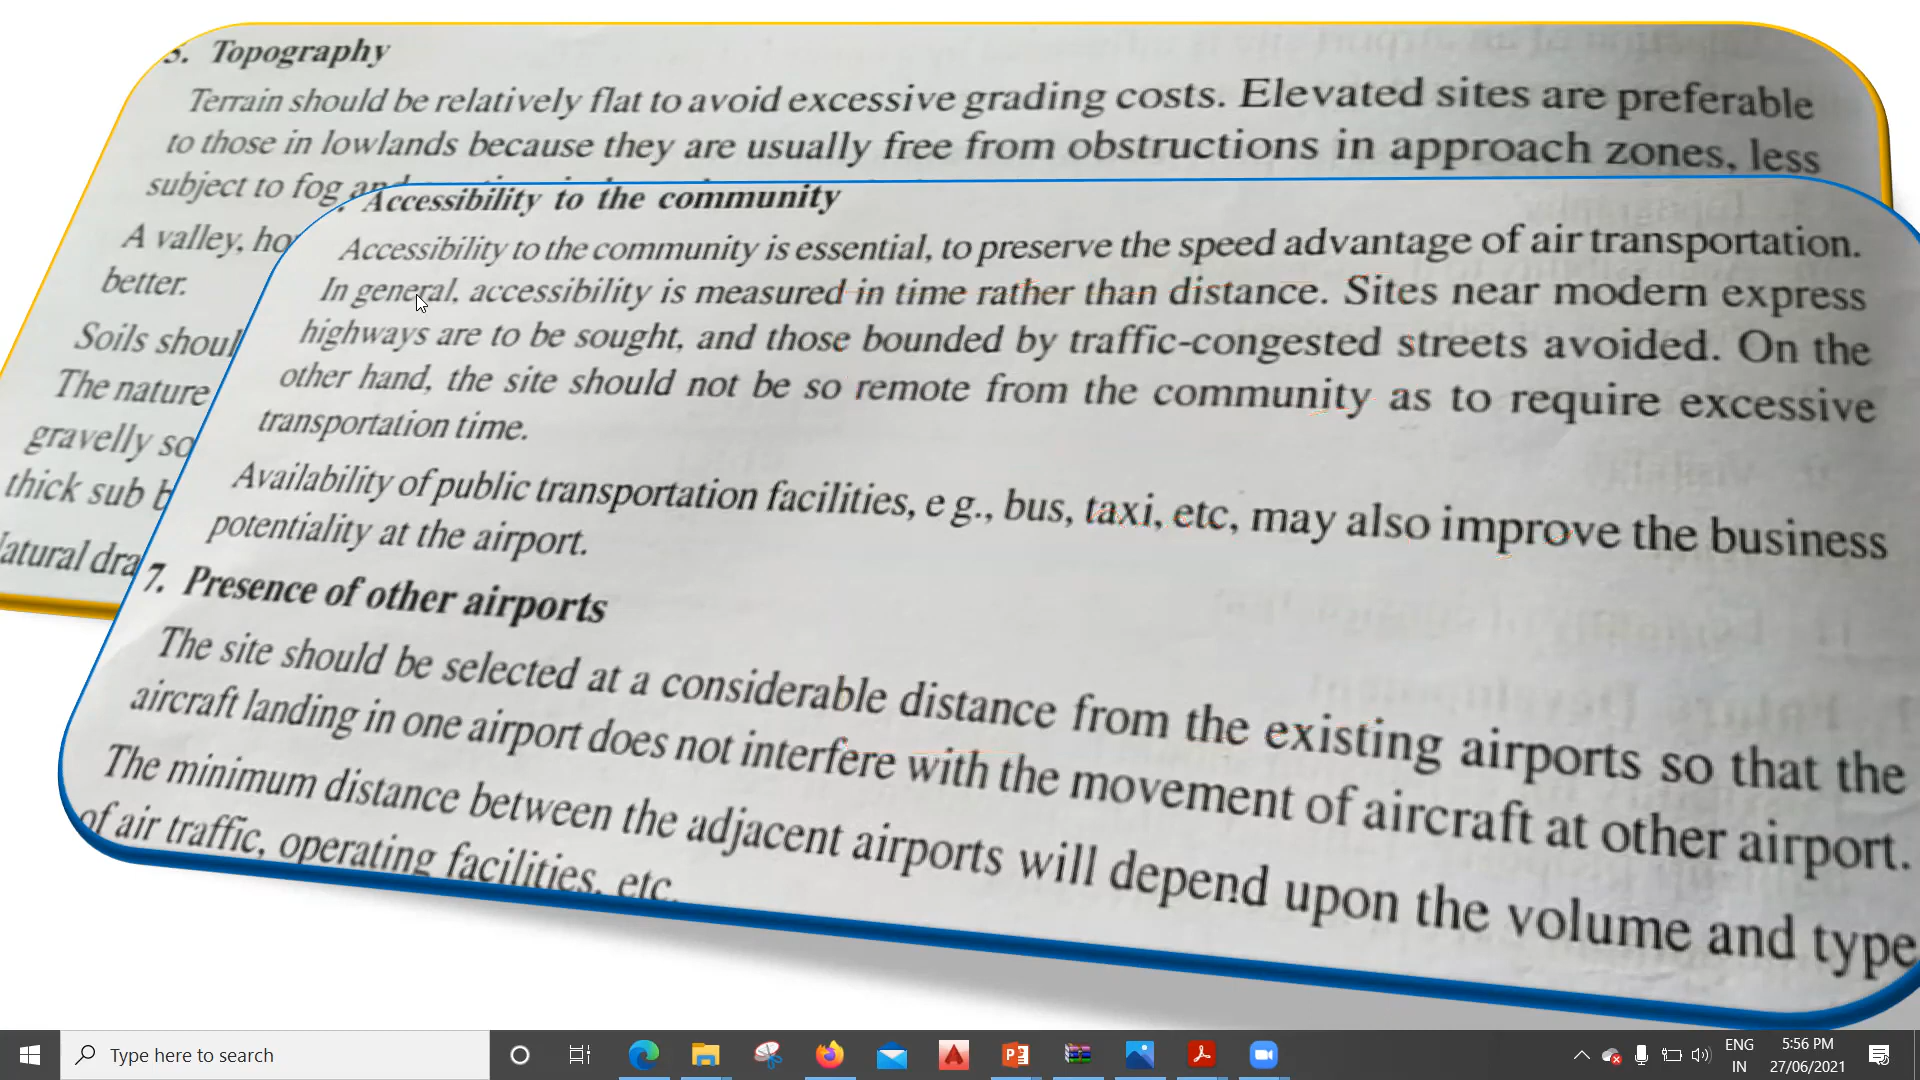 5. Topography
Terrain should be relatively flat to avoid excessive grading costs. Elevated sites are preferable
to those in lowlands because they are usually free from obstructions in approach zones, less
subject to fog and
A valley, ho
better.
Soils shoul
The nature
gravelly so
thick sub b
atural dra
Accessibility to the community
Accessibility to the community is essential, to preserve the speed advantage of air transportation.
In general, accessibility is measured in time rather than distance. Sites near modern express
highways are to be sought, and those bounded by traffic-congested streets avoided. On the
other hand, the site should not be so remote from the community as to require excessive
transportation time.
Availability of public transportation facilities, e g., bus, taxi, etc, may also improve the business
potentiality at the airport.
7. Presence of other airports
The site should be selected at a considerable distance from the existing airports so that the
aircraft landing in one airport does not interfere with the movement of aircraft at other airport.
The minimum distance between the adjacent airports will depend upon the volume and type
of air traffic, operating facilities, etc.
Type here to search
ENG
IN
5:56 PM
27/06/2021